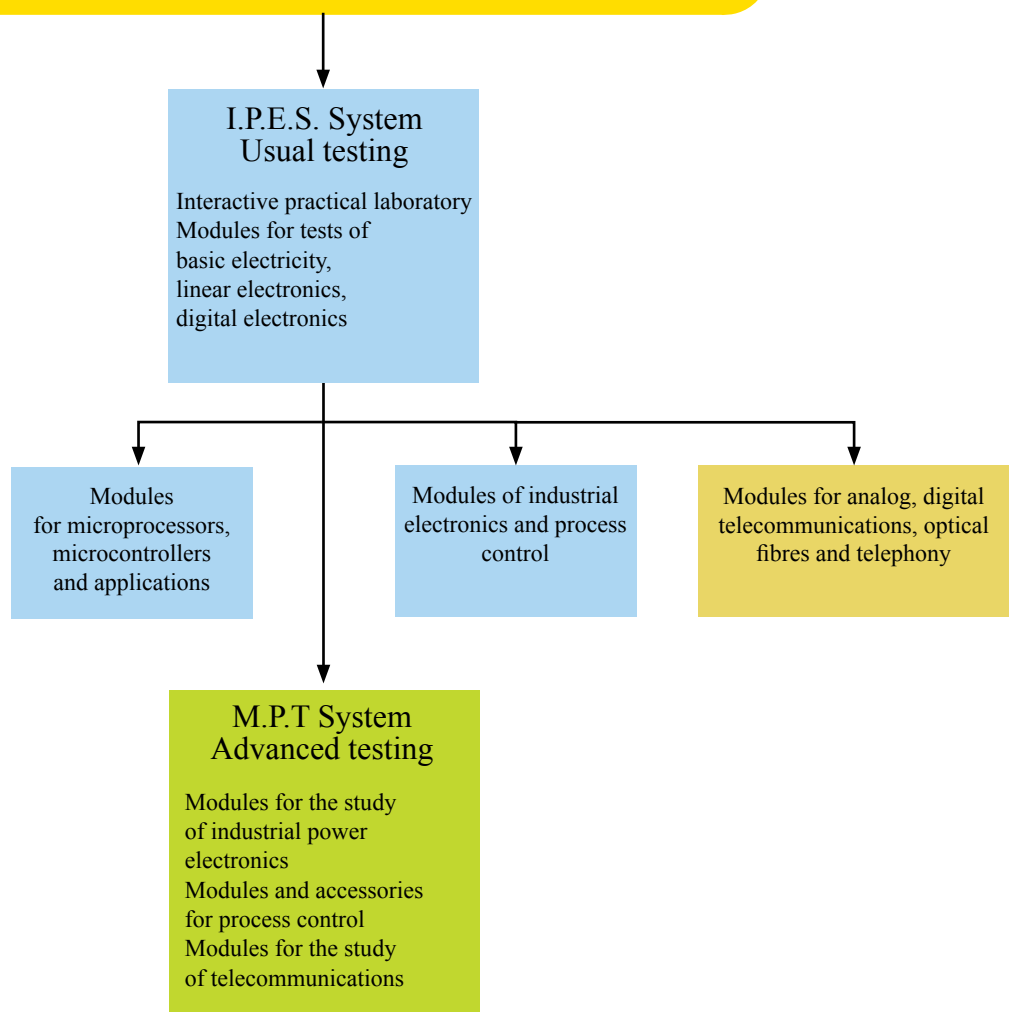 I.P.E.S. System
Usual testing
Interactive practical laboratory
Modules for tests of
basic electricity,
linear electronics,
digital electronics
Modules
for microprocessors,
microcontrollers
and applications
Modules of industrial
electronics and process
control
Modules for analog, digital
telecommunications, optical
fibres and telephony
M.P.T System
Advanced testing
Modules for the study
of industrial power
electronics
Modules and accessories
for process control
Modules for the study
of telecommunications